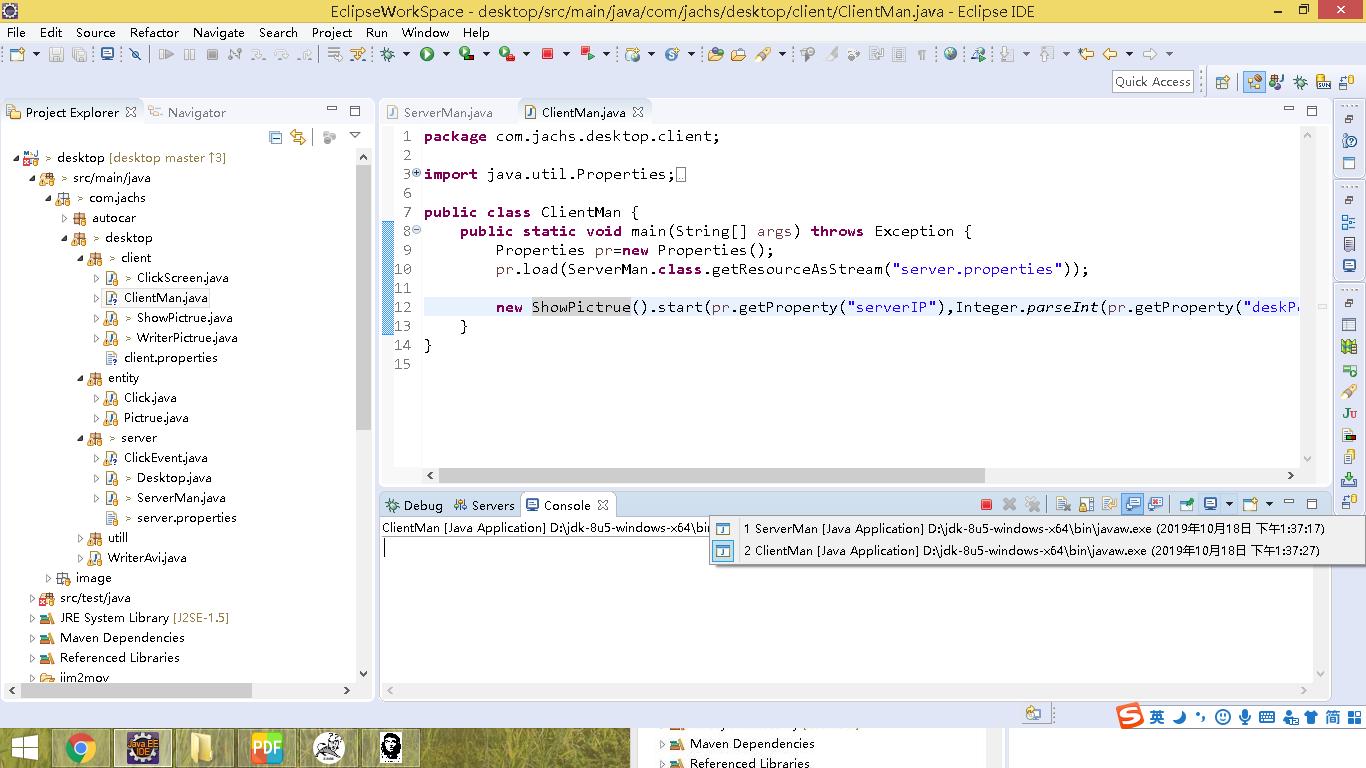 EclipseWorkSpace - desktop/src/main/java/com/jachs/desktop/client/ClientMan.java - Eclipse IDE
File Edit Source Refactor Navigate Search Project Run Window Help
Quick Access
Project Explorer Navigator
> desktop [desktop master ↑3]
> src/main/java
> com.jachs
autocar
> desktop
> client
> ClickScreen.java
ClientMan.java
> ShowPictrue.java
> WriterPictrue.java
client.properties
entity
Click.java
Pictrue.java
> server
ClickEvent.java
> Desktop.java
> ServerMan.java
> server.properties
utill
WriterAvi.java
image
src/test/java
JRE System Library [J2SE-1.5]
Maven Dependencies
Referenced Libraries
jim2mov
ServerMan.java ClientMan.java
1 package com.jachs.desktop.client;
2
3 import java.util.Properties;
6
7 public class ClientMan {
8 public static void main(String[] args) throws Exception {
9 Properties pr=new Properties();
10 pr.load(ServerMan.class.getResourceAsStream("server.properties"));
11
12 new ShowPictrue().start(pr.getProperty("serverIP"),Integer.parseInt(pr.getProperty("deskP
13 }
14 }
15
Ju
Debug Servers Console
ClientMan [Java Application] D:\jdk-8u5-windows-x64\bin
1 ServerMan [Java Application] D:\jdk-8u5-windows-x64\bin\javaw.exe (2019年10月18日 下午1:37:17)
2 ClientMan [Java Application] D:\jdk-8u5-windows-x64\bin\javaw.exe (2019年10月18日 下午1:37:27)
S 英 简
Java EE IDE
PDF
Maven Dependencies
Referenced Libraries